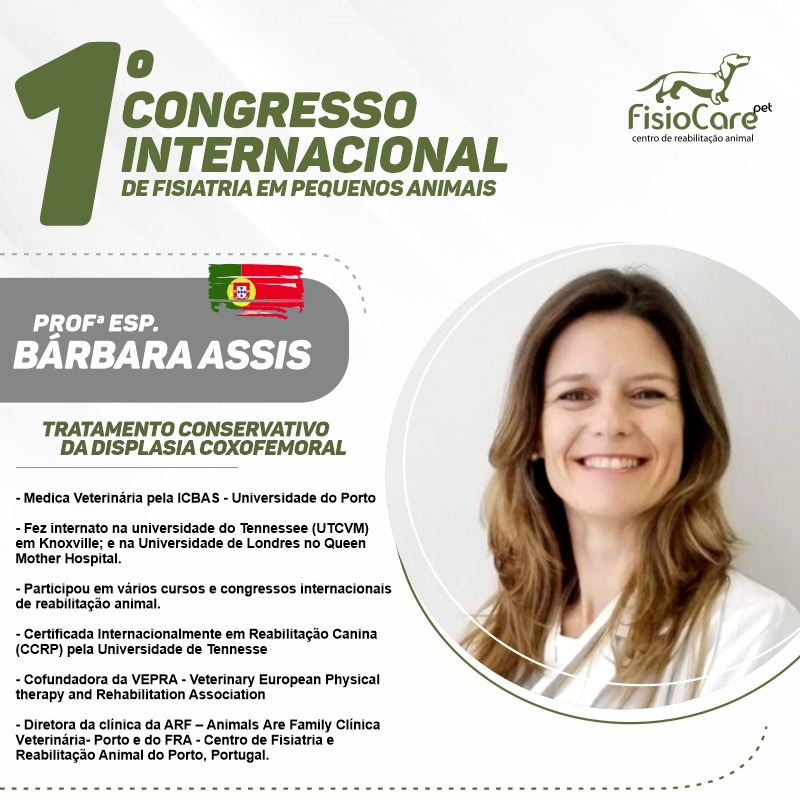 1º
CONGRESSO
INTERNACIONAL
DE FISIATRIA EM PEQUENOS ANIMAIS
FisioCare pet
centro de reabilitação animal
PROFª ESP.
BÁRBARA ASSIS
TRATAMENTO CONSERVATIVO
DA DISPLASIA COXOFEMORAL
- Medica Veterinária pela ICBAS - Universidade do Porto
- Fez internato na universidade do Tennessee (UTCVM)
em Knoxville; e na Universidade de Londres no Queen
Mother Hospital.
- Participou em vários cursos e congressos internacionais
de reabilitação animal.
- Certificada Internacionalmente em Reabilitação Canina
(CCRP) pela Universidade de Tennesse
- Cofundadora da VEPRA - Veterinary European Physical
therapy and Rehabilitation Association
- Diretora da clínica da ARF – Animals Are Family Clínica
Veterinária- Porto e do FRA - Centro de Fisiatria e
Reabilitação Animal do Porto, Portugal.